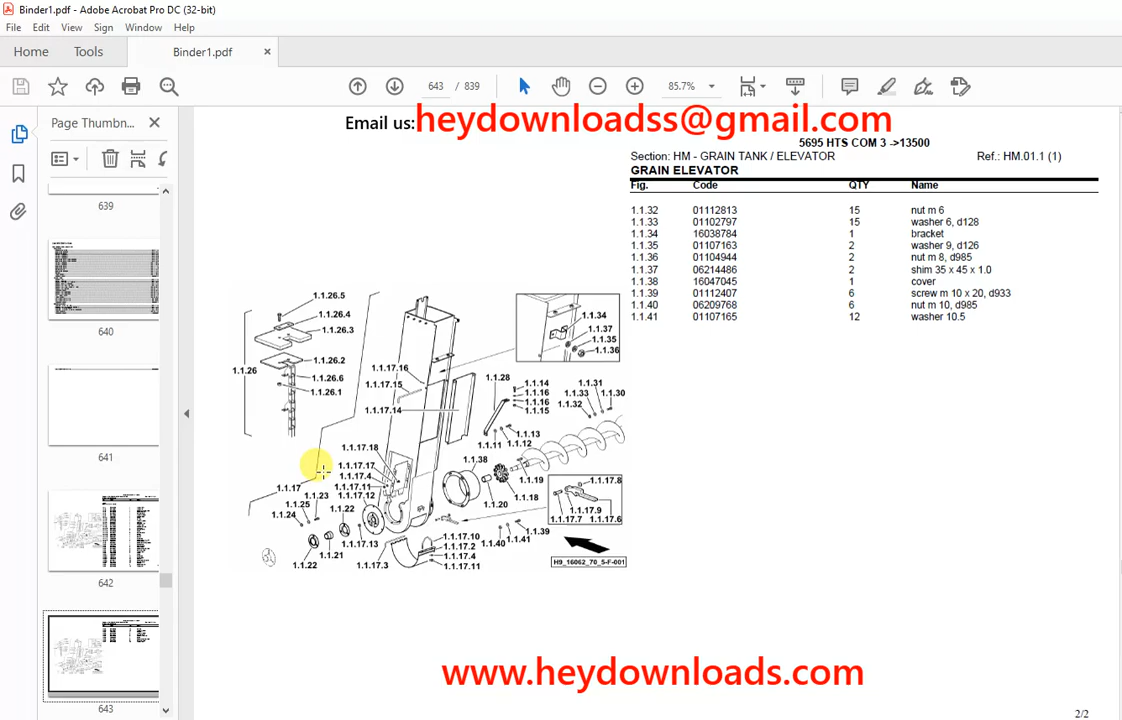 Binder1.pdf - Adobe Acrobat Pro DC (32-bit)
File Edit View Sign Window Help
Home Tools Binder1.pdf ×
643 / 839 85.7%
Page Thumbn...
639
640
641
642
643
Email us:heydownloadss@gmail.com
5695 HTS COM 3 ->13500
Section: HM - GRAIN TANK / ELEVATOR Ref.: HM.01.1 (1)
GRAIN ELEVATOR
Fig. Code QTY Name
1.1.32 01112813 15 nut m 6
1.1.33 01102797 15 washer 6, d128
1.1.34 16038784 1 bracket
1.1.35 01107163 2 washer 9, d126
1.1.36 01104944 2 nut m 8, d985
1.1.37 06214486 2 shim 35 x 45 x 1.0
1.1.38 16047045 1 cover
1.1.39 01112407 6 screw m 10 x 20, d933
1.1.40 06209768 6 nut m 10, d985
1.1.41 01107165 12 washer 10.5
1.1.26.5
1.1.26.4
1.1.26.3
1.1.26.2
1.1.26
1.1.26.6
1.1.26.1
1.1.34
1.1.37
1.1.35
1.1.36
1.1.17.16
1.1.17.15
1.1.17.14
1.1.28
1.1.14
1.1.16
1.1.16
1.1.15
1.1.31
1.1.33
1.1.30
1.1.32
1.1.13
1.1.11
1.1.12
1.1.17.18
1.1.17.17
1.1.17.4
1.1.17.11
1.1.17.12
1.1.17
1.1.38
1.1.19
1.1.18
1.1.20
1.1.17.8
1.1.17.9
1.1.17.7
1.1.17.6
1.1.23
1.1.25
1.1.24
1.1.22
1.1.21
1.1.22
1.1.17.13
1.1.17.3
1.1.17.10
1.1.17.2
1.1.17.4
1.1.17.11
1.1.39
1.1.41
1.1.40
H9_16062_70_5-F-001
www.heydownloads.com
2/2